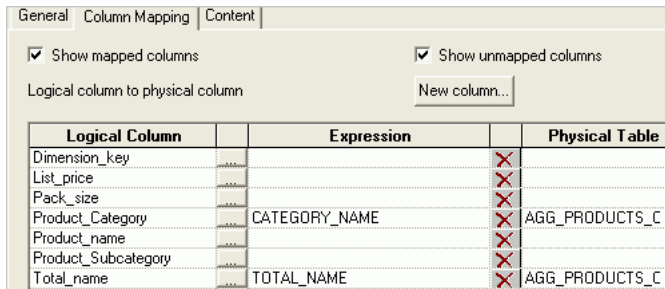 General Column Mapping Content
Show mapped columns Show unmapped columns
Logical column to physical column New column...
Logical Column Expression Physical Table
Dimension_key ...
List_price ...
Pack_size ...
Product_Category ... CATEGORY_NAME AGG_PRODUCTS_C
Product_name ...
Product_Subcategory ...
Total_name ... TOTAL_NAME AGG_PRODUCTS_C